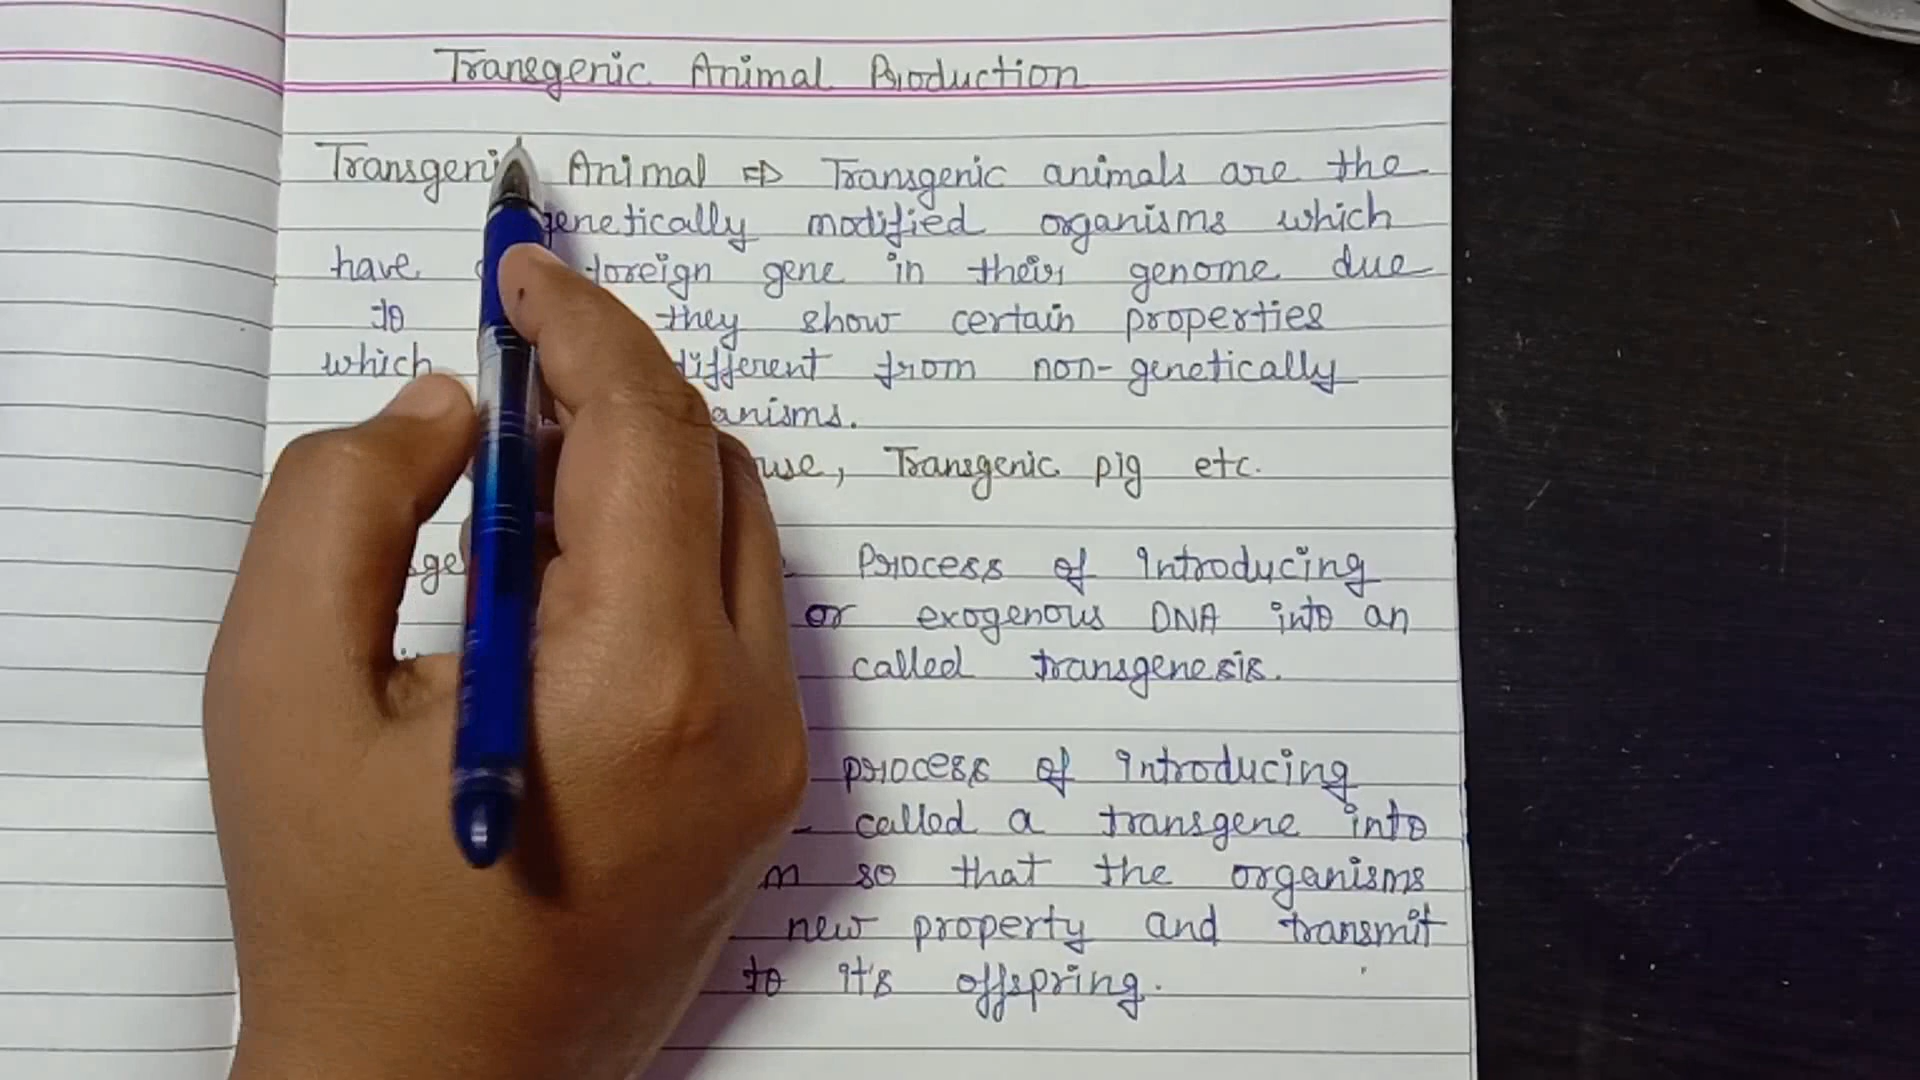 Transgenic Animal Production
Transgenic Animal ⇒ Transgenic animals are the
genetically modified organisms which
have foreign gene in their genome due
to they show certain properties
which different from non-genetically
anisms.
use, Transgenic pig etc.
Process of introducing
or exogenous DNA into an
called transgenesis.
process of introducing
called a transgene into
so that the organisms
new property and transmit
to it's offspring.